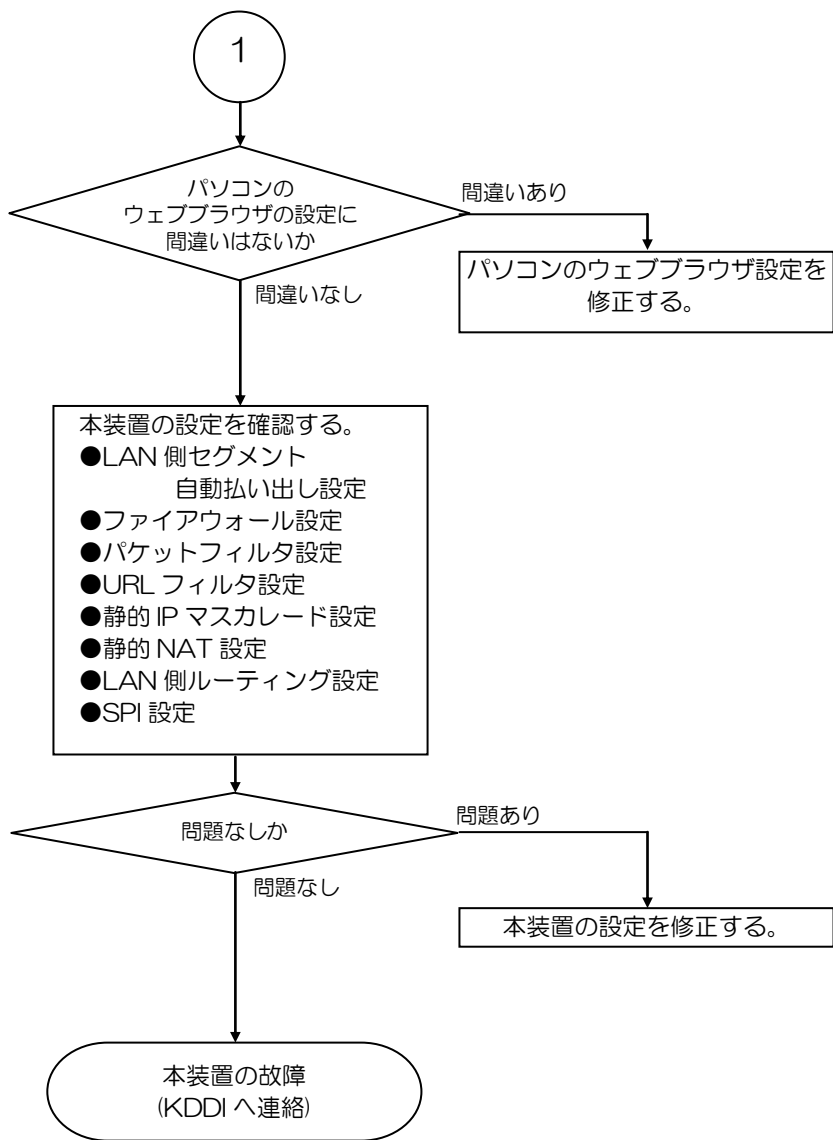 1
パソコンの
ウェブブラウザの設定に
間違いはないか
間違いあり
パソコンのウェブブラウザ設定を
修正する。
間違いなし
本装置の設定を確認する。
●LAN 側セグメント
自動払い出し設定
●ファイアウォール設定
●パケットフィルタ設定
●URL フィルタ設定
●静的 IP マスカレード設定
●静的 NAT 設定
●LAN 側ルーティング設定
●SPI 設定
問題なしか
問題あり
問題なし
本装置の設定を修正する。
本装置の故障
(KDDI へ連絡)